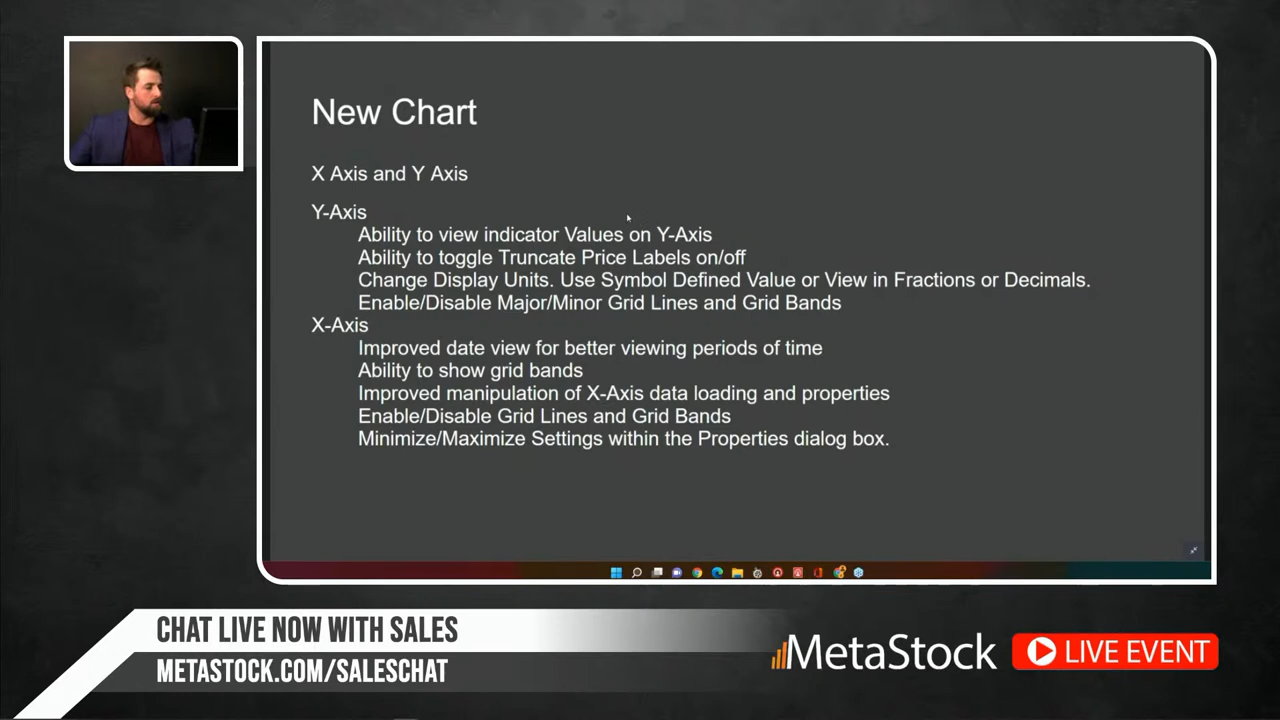 New Chart
X Axis and Y Axis
Y-Axis
Ability to view indicator Values on Y-Axis
Ability to toggle Truncate Price Labels on/off
Change Display Units. Use Symbol Defined Value or View in Fractions or Decimals.
Enable/Disable Major/Minor Grid Lines and Grid Bands
X-Axis
Improved date view for better viewing periods of time
Ability to show grid bands
Improved manipulation of X-Axis data loading and properties
Enable/Disable Grid Lines and Grid Bands
Minimize/Maximize Settings within the Properties dialog box.
CHAT LIVE NOW WITH SALES
METASTOCK.COM/SALESCHAT
MetaStock
LIVE EVENT